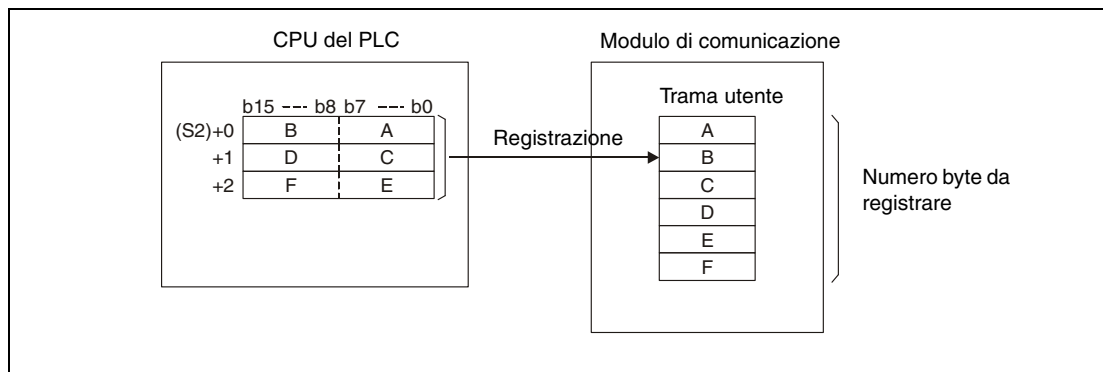 CPU del PLC
Modulo di comunicazione
b15 ---- b8 b7 ---- b0
(S2)+0 B A
+1 D C
+2 F E
Registrazione
Trama utente
A
B
C
D
E
F
Numero byte da
registrare